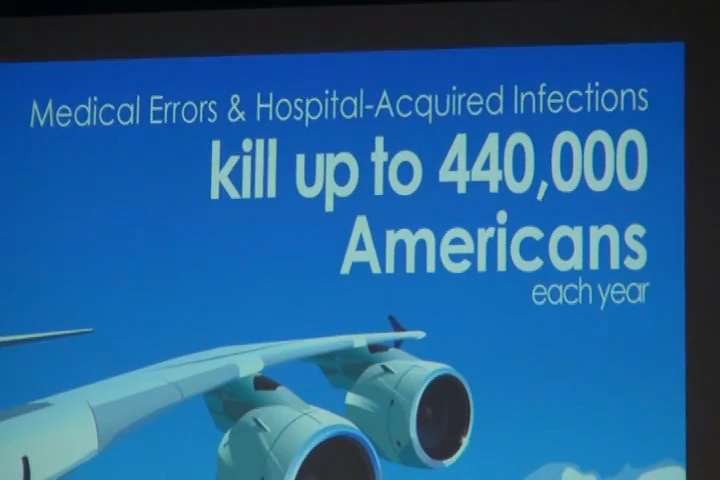 Medical Errors & Hospital-Acquired Infections
kill up to 440,000
Americans
each year